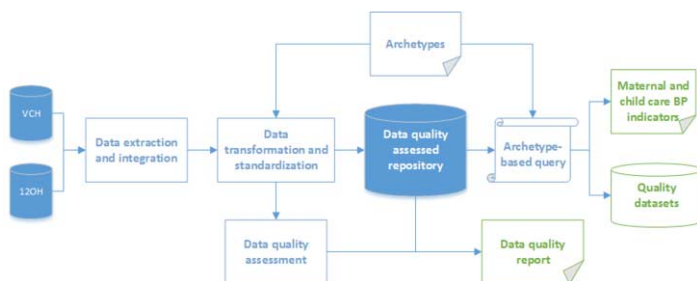 Archetypes
VCH
12OH
Data extraction
and integration
Data
transformation and
standardization
Data quality
assessed
repository
Archetype-
based query
Maternal and
child care BP
indicators
Quality
datasets
Data quality
assessment
Data quality
report